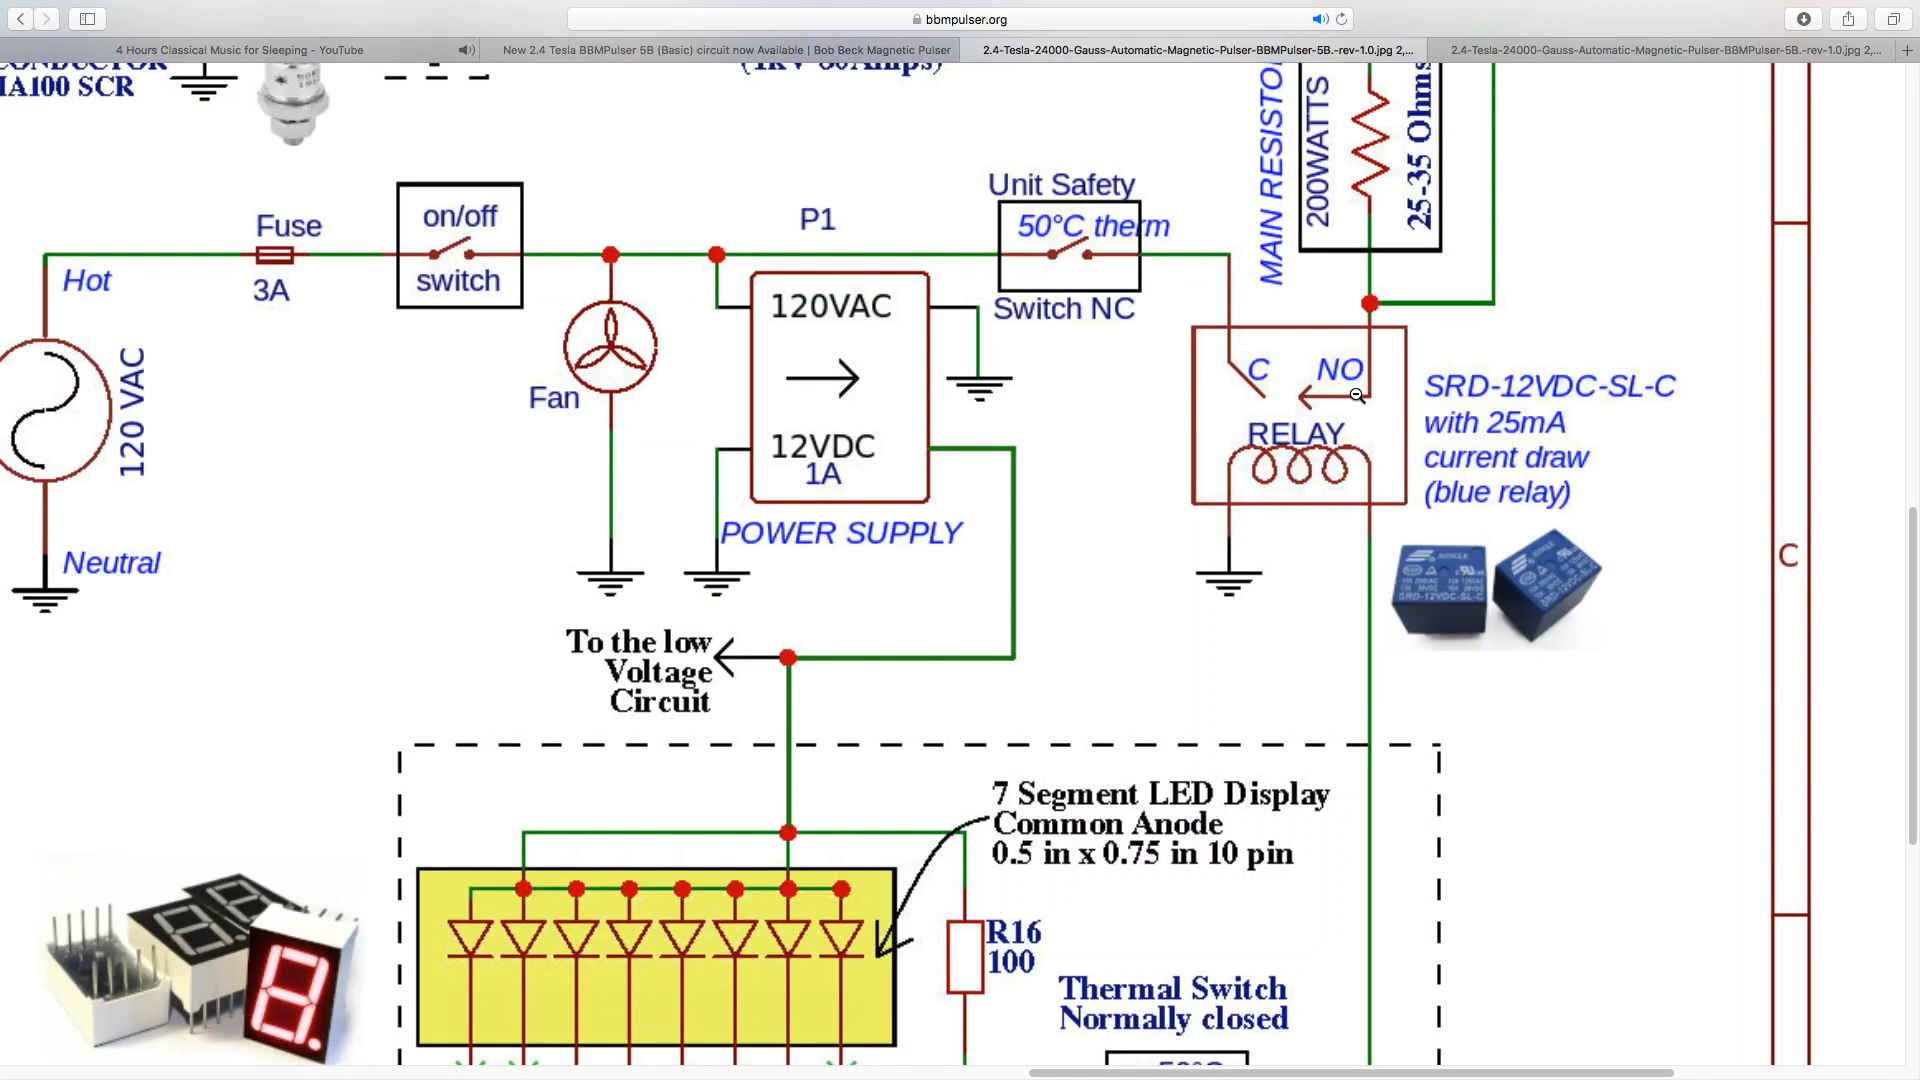 bbmpulser.org
4 Hours Classical Music for Sleeping - YouTube
New 2.4 Tesla BBMPulser 5B (Basic) circuit now Available | Bob Beck Magnetic Pulser
2.4-Tesla-24000-Gauss-Automatic-Magnetic-Pulser-BBMPulser-5B.-rev-1.0.jpg 2,...
2.4-Tesla-24000-Gauss-Automatic-Magnetic-Pulser-BBMPulser-5B.-rev-1.0.jpg 2,...
IA100 SCR
MAIN RESISTO
200WATTS
25-35 Ohms
Hot
Fuse
3A
on/off
switch
P1
Unit Safety
50°C therm
Switch NC
120 VAC
Neutral
Fan
120VAC
12VDC
1A
POWER SUPPLY
C
NO
RELAY
SRD-12VDC-SL-C
with 25mA
current draw
(blue relay)
SRD-12VDC-SL-C
SRD-12VDC-SL-C
C
To the low
Voltage
Circuit
7 Segment LED Display
Common Anode
0.5 in x 0.75 in 10 pin
R16
100
Thermal Switch
Normally closed